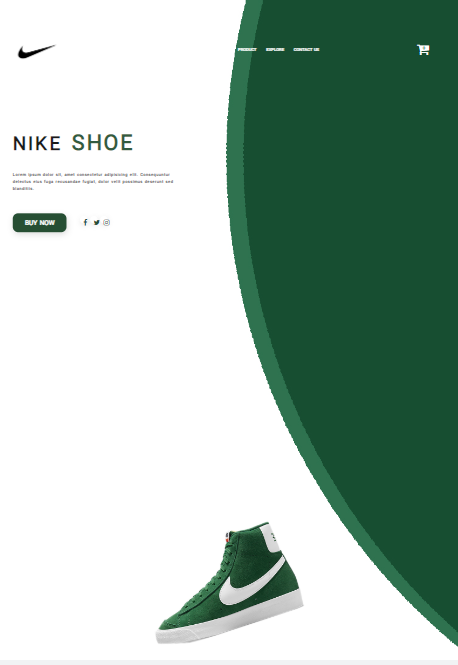 PRODUCT EXPLORE CONTACT US
NIKE SHOE
Lorem ipsum dolor sit, amet consectetur adipisicing elit. Consequuntur
delectus eius fuga recusandae fugiat, dolor velit possimus deserunt sed
blanditiis.
BUY NOW